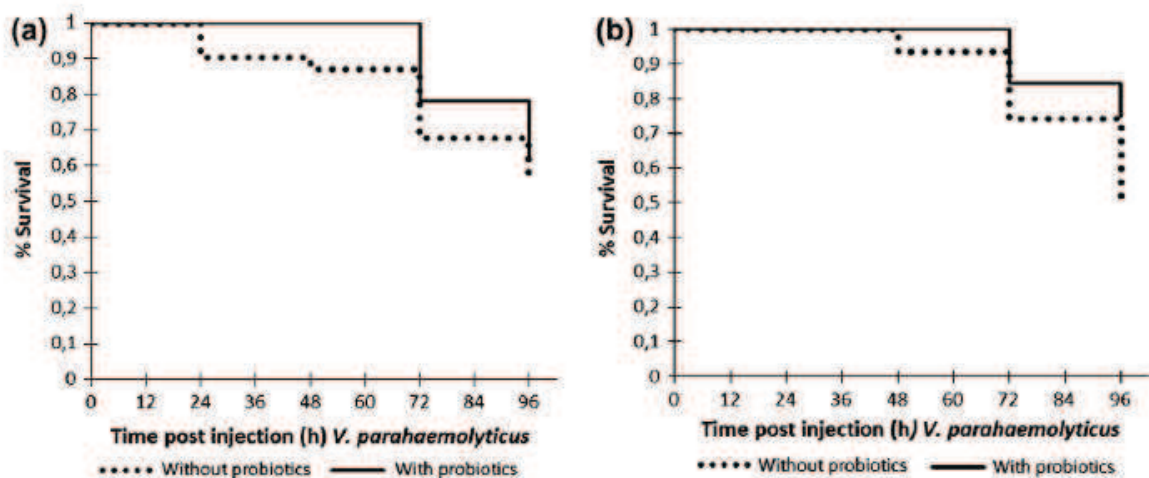 (a)
% Survival
1
0,9
0,8
0,7
0,6
0,5
0,4
0,3
0,2
0,1
0
0 12 24 36 48 60 72 84 96
Time post injection (h) V. parahaemolyticus
Without probiotics With probiotics
(b)
% Survival
1
0,9
0,8
0,7
0,6
0,5
0,4
0,3
0,2
0,1
0
0 12 24 36 48 60 72 84 96
Time post injection (h) V. parahaemolyticus
Without probiotics With probiotics